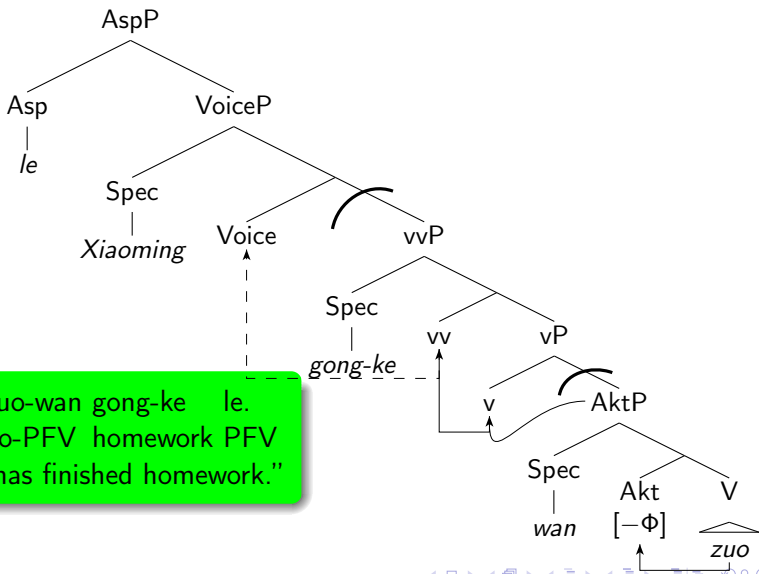 AspP
Asp VoiceP
le
Spec
Xiaoming
Voice vvP
Spec
gong-ke
vv vP
v AktP
Spec
wan
Akt V
[−Φ]
zuo
wan gong-ke le.
PFV homework PFV
has finished homework.”